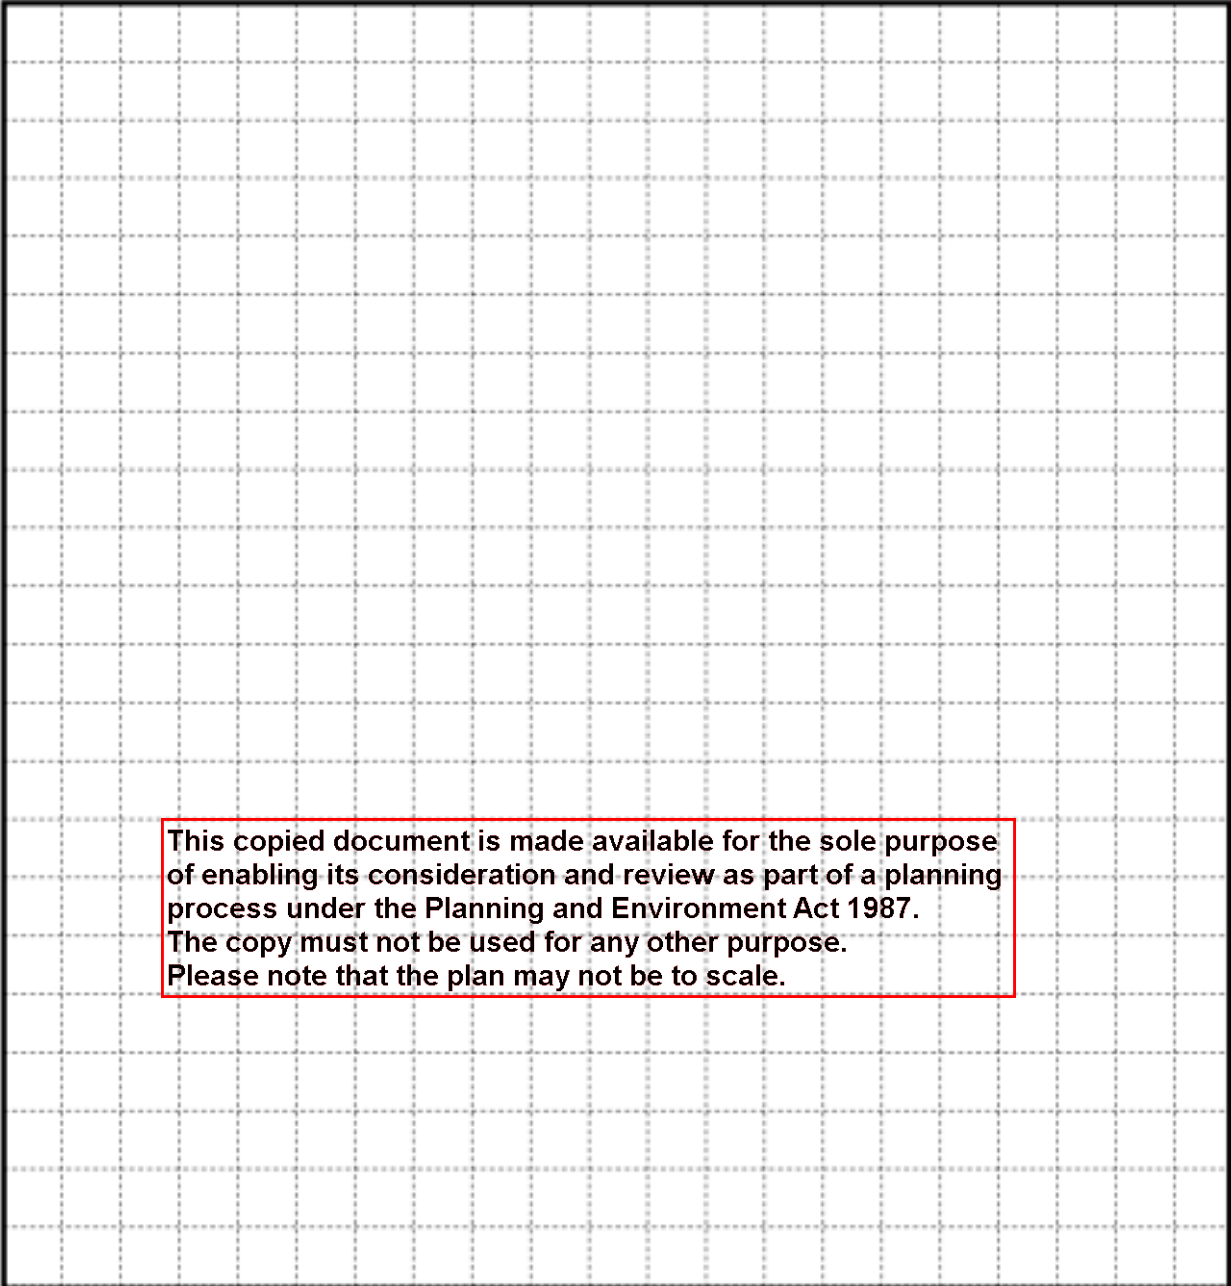 This copied document is made available for the sole purpose
of enabling its consideration and review as part of a planning
process under the Planning and Environment Act 1987.
The copy must not be used for any other purpose.
Please note that the plan may not be to scale.